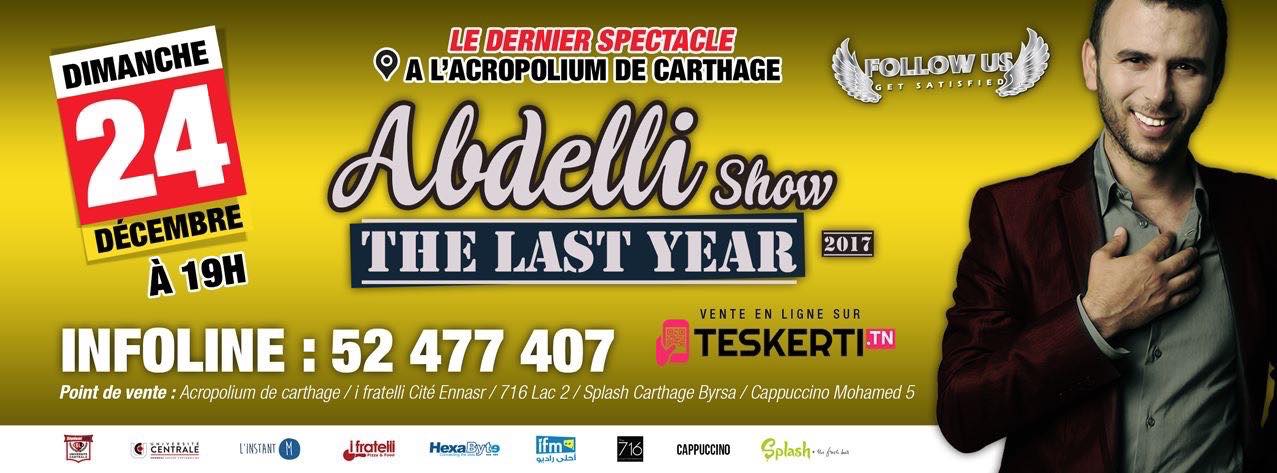 DIMANCHE
24
DÉCEMBRE
À 19H
LE DERNIER SPECTACLE
A L'ACROPOLIUM DE CARTHAGE
Abdelli Show
THE LAST YEAR
2017
FOLLOW US
GET SATISFIED
VENTE EN LIGNE SUR
TESKERTI.TN
INFOLINE : 52 477 407
Point de vente : Acropolium de carthage / i fratelli Cité Ennasr / 716 Lac 2 / Splash Carthage Byrsa / Cappuccino Mohamed 5
UNIVERSITÉ
CENTRALE
L'INSTANT M
i fratelli
Pizza & Food
HexaByte
ifm
أحلى راديو
716
CAPPUCCINO
Splash